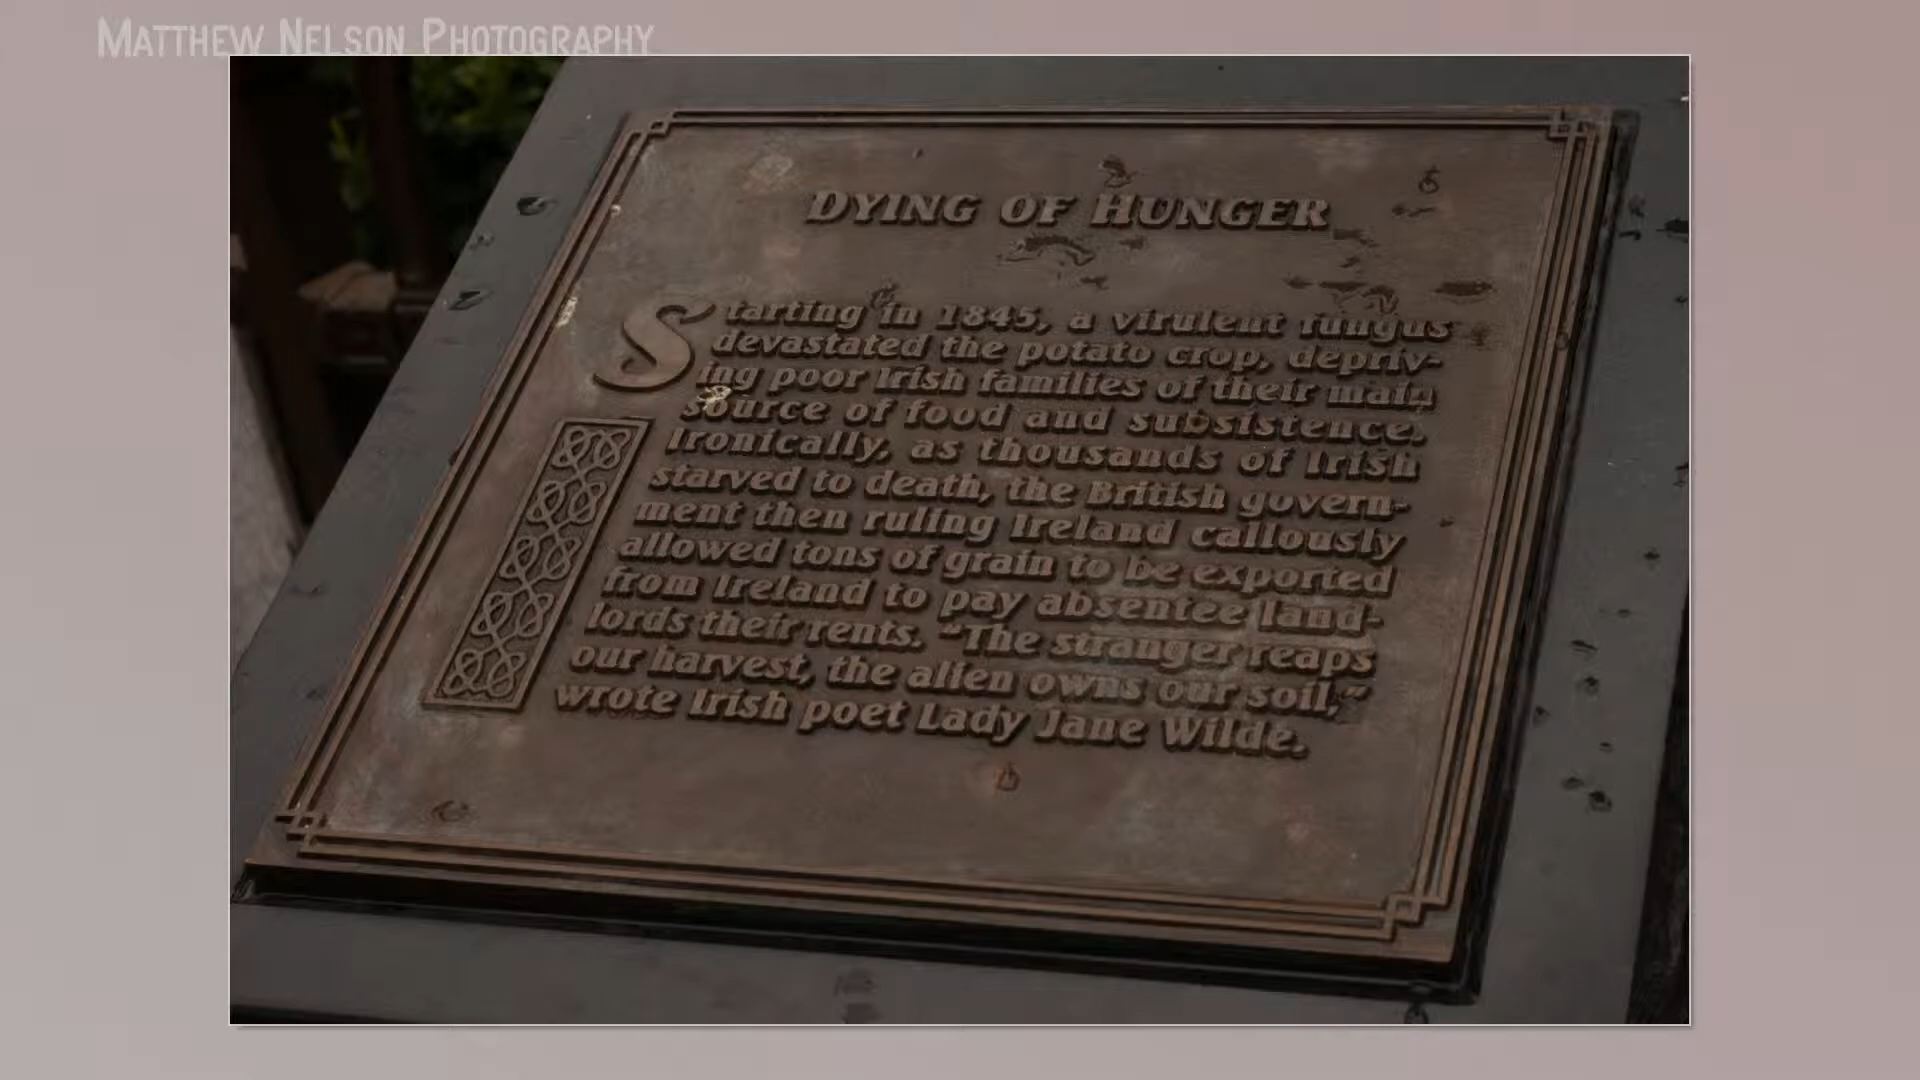 MATTHEW NELSON PHOTOGRAPHY
DYING OF HUNGER
Starting in 1845, a virulent fungus
devastated the potato crop, depriv-
ing poor Irish families of their main
source of food and subsistence.
Ironically, as thousands of Irish
starved to death, the British govern-
ment then ruling Ireland callously
allowed tons of grain to be exported
from Ireland to pay absentee land-
lords their rents. “The stranger reaps
our harvest, the alien owns our soil,”
wrote Irish poet Lady Jane Wilde.